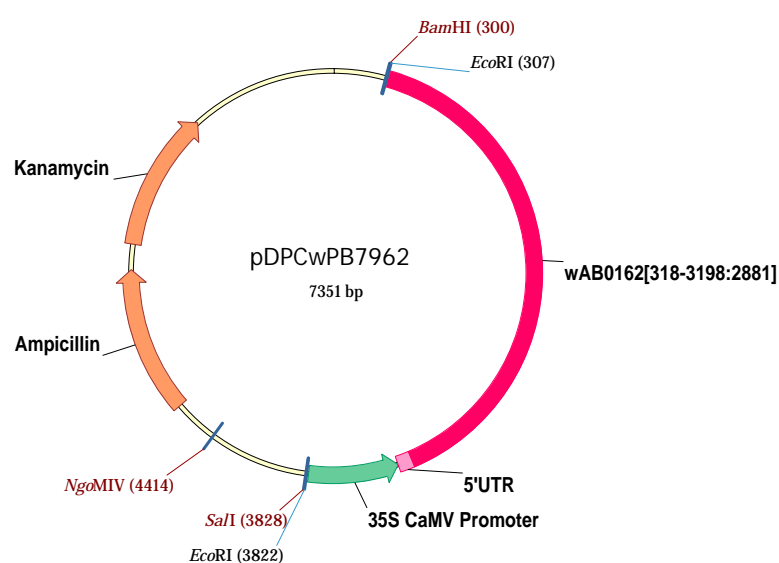 BamHI (300)
EcoRI (307)
Kanamycin
pDPCwPB7962
7351 bp
wAB0162[318-3198:2881]
Ampicillin
NgoMIV (4414)
5'UTR
SalI (3828)
35S CaMV Promoter
EcoRI (3822)